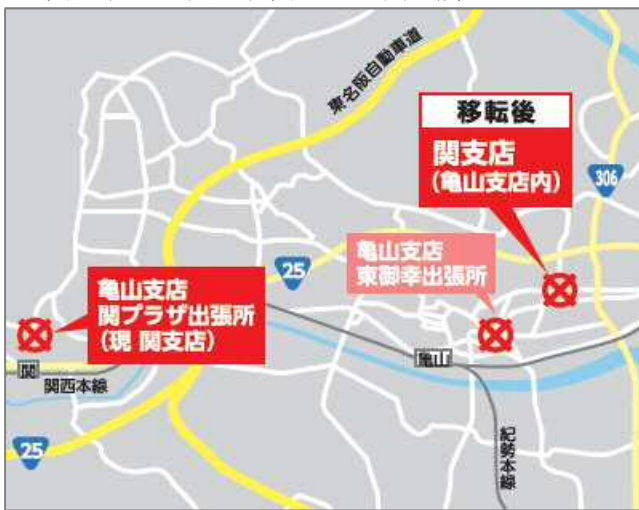 東名阪自動車道
移転後
関支店
(亀山支店内)
306
25
亀山支店
東御幸出張所
亀山支店
関プラザ出張所
(現 関支店)
関
関西本線
亀山
紀勢本線
25